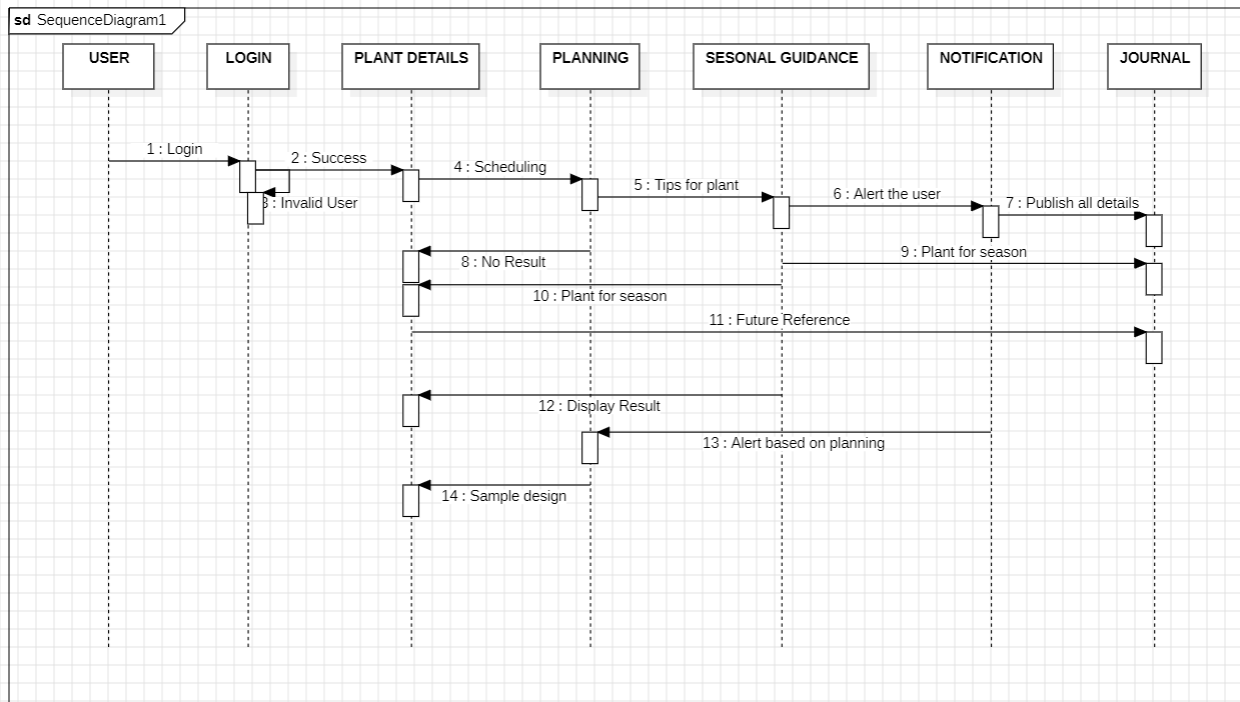 sd SequenceDiagram1
USER
LOGIN
PLANT DETAILS
PLANNING
SESONAL GUIDANCE
NOTIFICATION
JOURNAL
1 : Login
2 : Success
3 : Invalid User
4 : Scheduling
5 : Tips for plant
6 : Alert the user
7 : Publish all details
8 : No Result
9 : Plant for season
10 : Plant for season
11 : Future Reference
12 : Display Result
13 : Alert based on planning
14 : Sample design